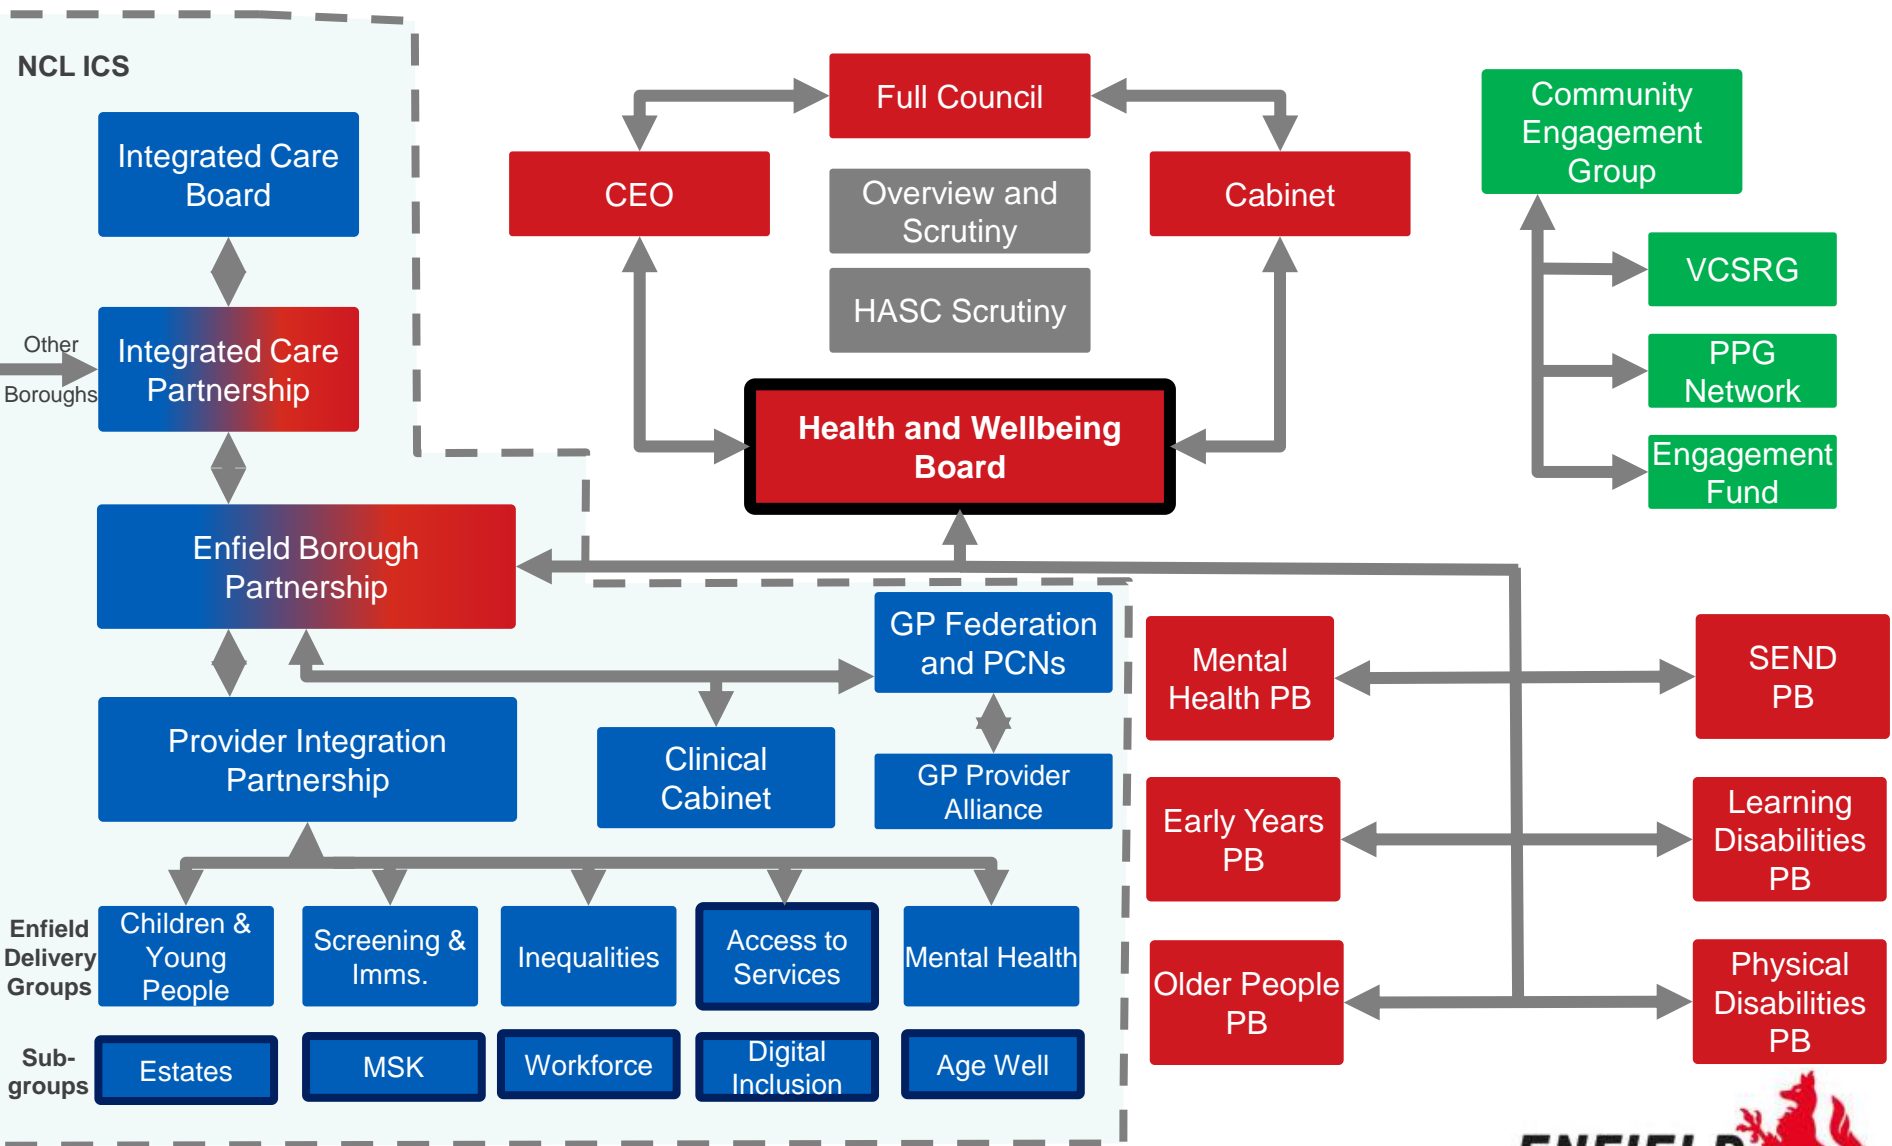 NCL ICS
Integrated Care
Board
Other
Boroughs
Integrated Care
Partnership
Enfield Borough
Partnership
Provider Integration
Partnership
Full Council
CEO
Overview and
Scrutiny
HASC Scrutiny
Cabinet
Health and Wellbeing
Board
Community
Engagement
Group
VCSRG
PPG
Network
Engagement
Fund
GP Federation
and PCNs
Clinical
Cabinet
GP Provider
Alliance
Mental
Health PB
SEND
PB
Early Years
PB
Learning
Disabilities
PB
Older People
PB
Physical
Disabilities
PB
Enfield
Delivery
Groups
Children &
Young
People
Screening &
Imms.
Inequalities
Access to
Services
Mental Health
Sub-
groups
Estates
MSK
Workforce
Digital
Inclusion
Age Well
ENFIELD